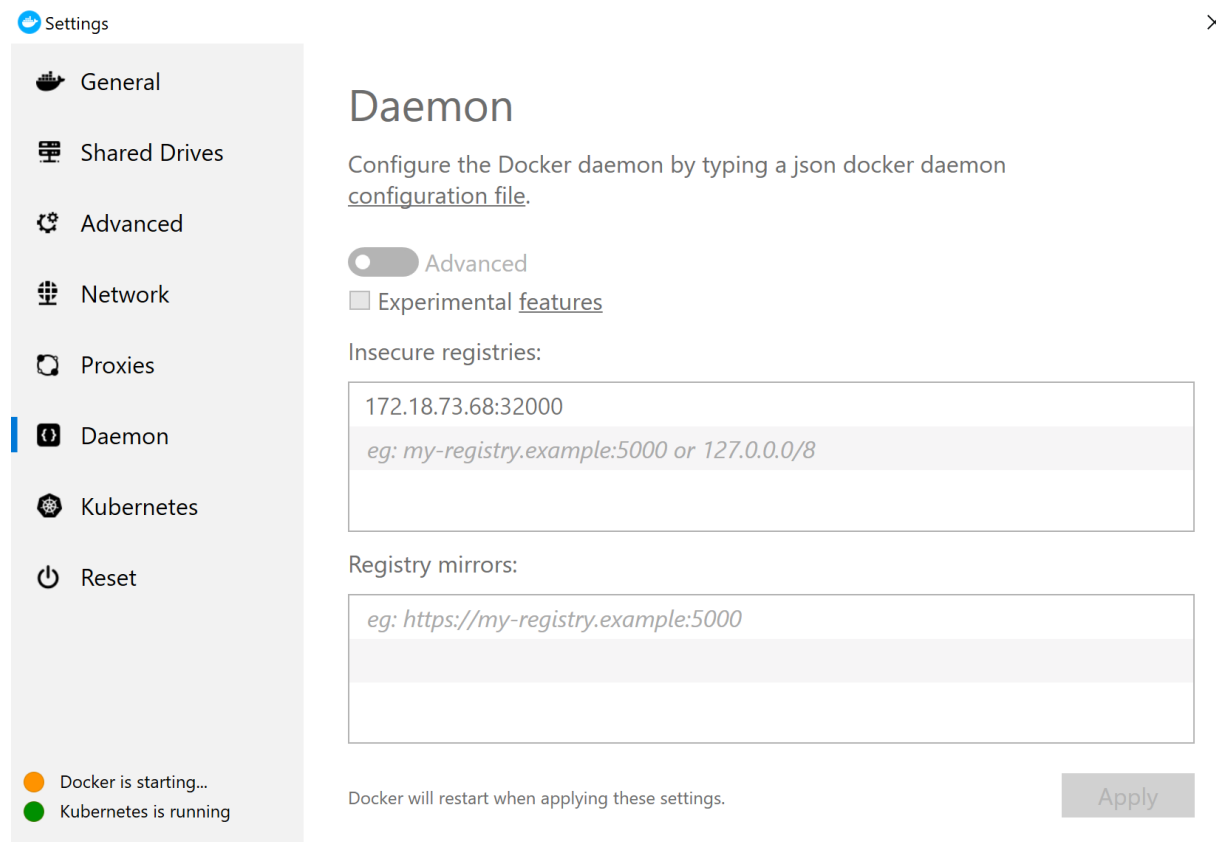 Settings
General
Shared Drives
Advanced
Network
Proxies
Daemon
Kubernetes
Reset
Docker is starting...
Kubernetes is running
Daemon
Configure the Docker daemon by typing a json docker daemon
configuration file.
Advanced
Experimental features
Insecure registries:
172.18.73.68:32000
eg: my-registry.example:5000 or 127.0.0.0/8
Registry mirrors:
eg: https://my-registry.example:5000
Docker will restart when applying these settings.
Apply